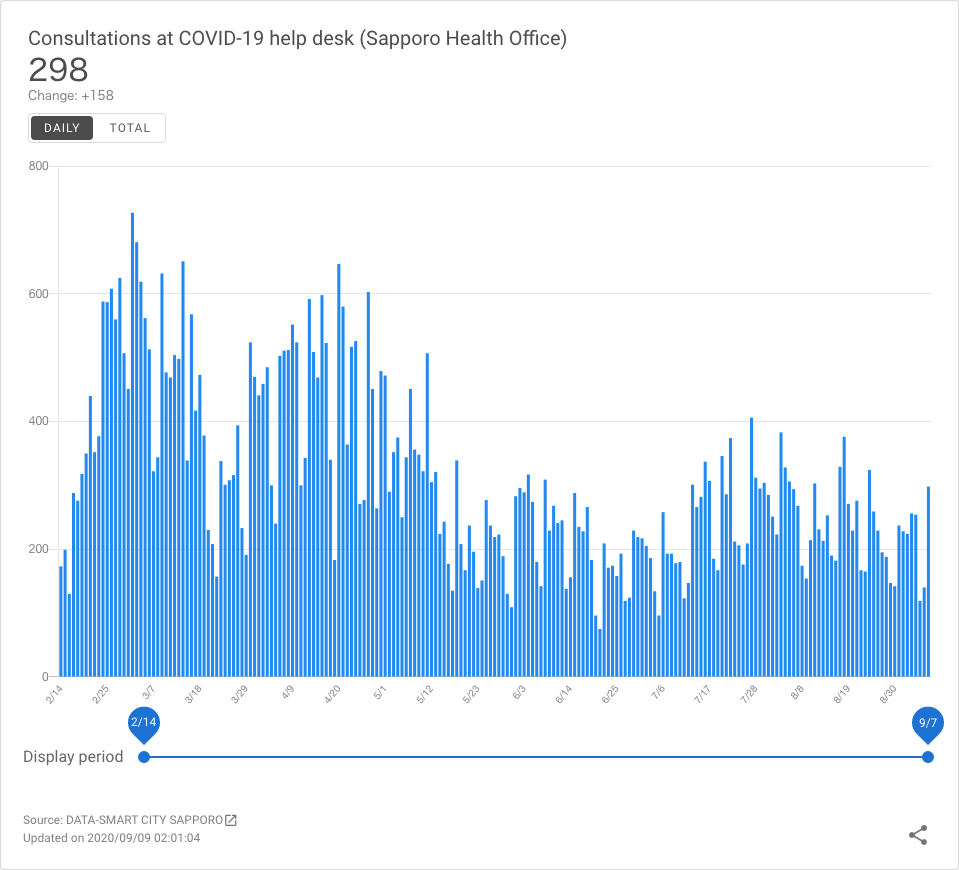 Consultations at COVID-19 help desk (Sapporo Health Office)
298
Change: +158
DAILY TOTAL
800
600
400
200
0
2/14 2/25 3/7 3/18 3/29 4/9 4/20 5/1 5/12 5/23 6/3 6/14 6/25 7/6 7/17 7/28 8/8 8/19 8/30
2/14 9/7
Display period
Source: DATA-SMART CITY SAPPORO
Updated on 2020/09/09 02:01:04